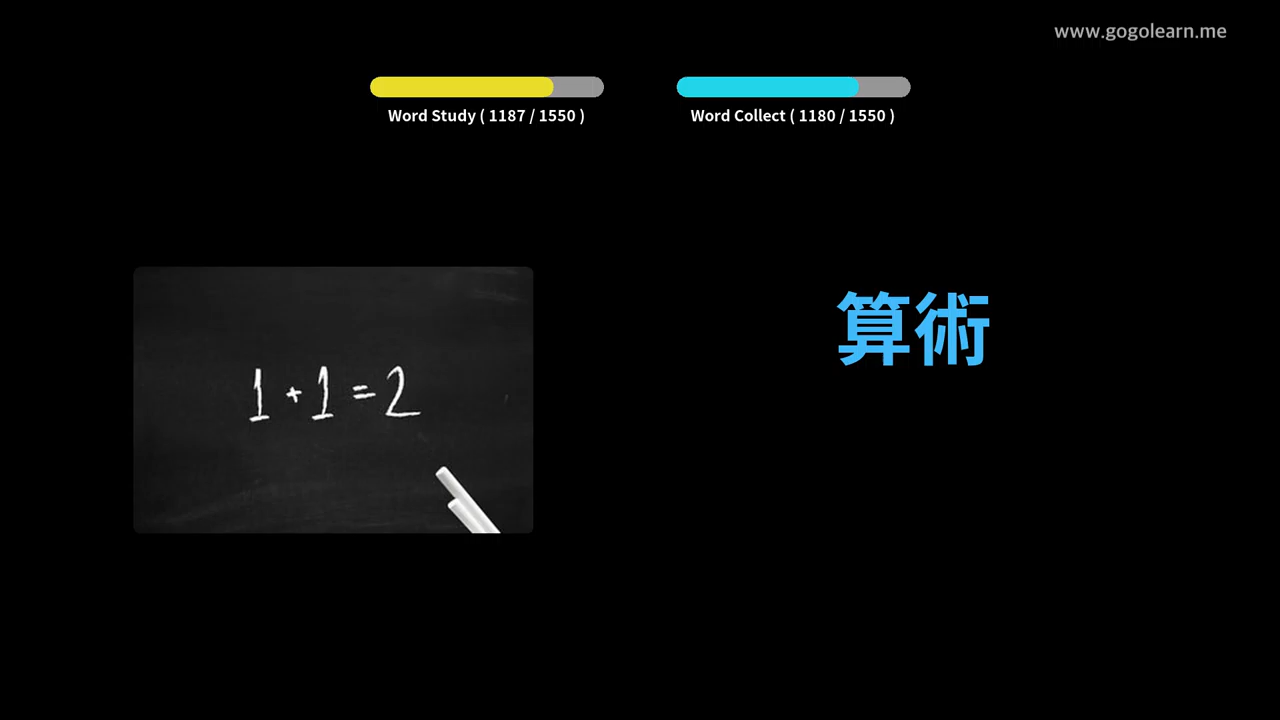 www.gogolearn.me
Word Study ( 1187 / 1550 )
Word Collect ( 1180 / 1550 )
算術
1 + 1 = 2